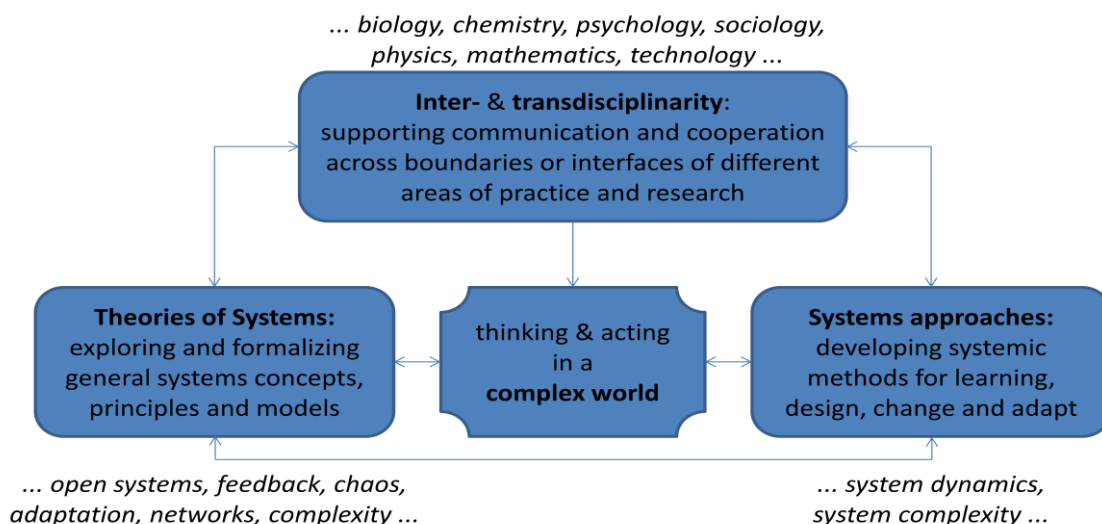 ... biology, chemistry, psychology, sociology,
physics, mathematics, technology ...
Inter- & transdisciplinarity:
supporting communication and cooperation
across boundaries or interfaces of different
areas of practice and research
Theories of Systems:
exploring and formalizing
general systems concepts,
principles and models
thinking & acting
in a
complex world
Systems approaches:
developing systemic
methods for learning,
design, change and adapt
... open systems, feedback, chaos,
adaptation, networks, complexity ...
... system dynamics,
system complexity ...